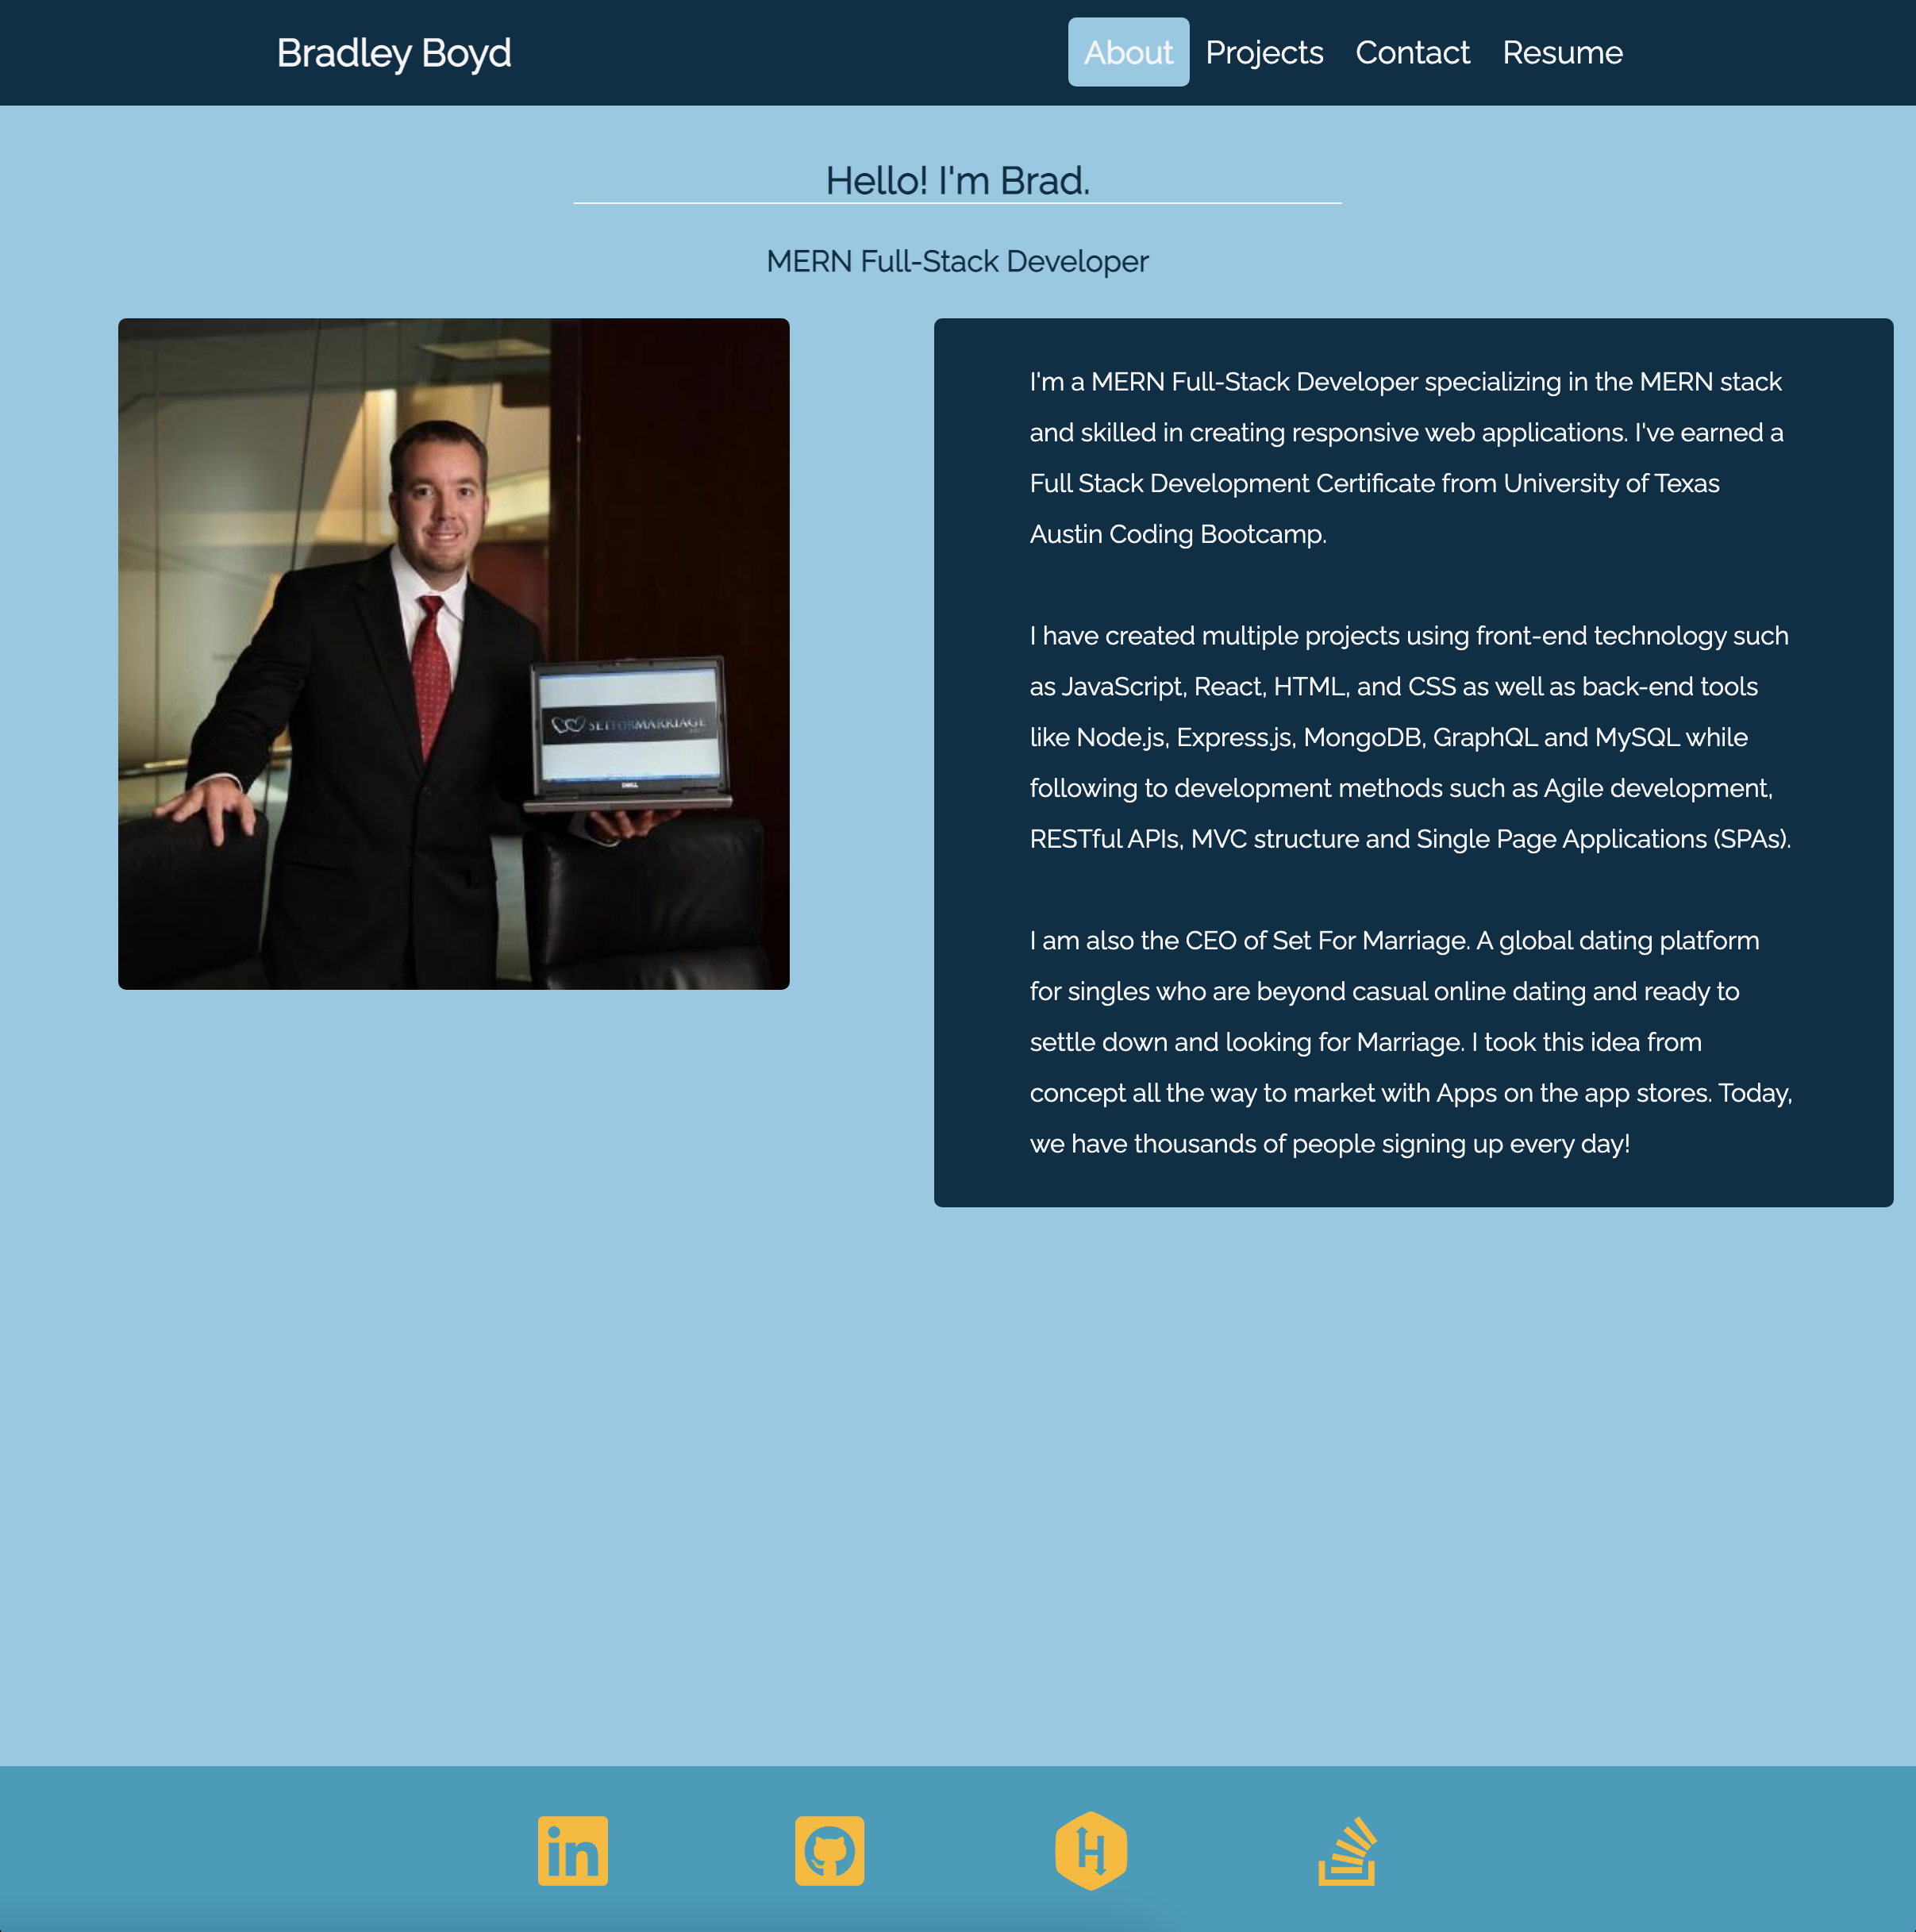 Bradley Boyd
About Projects Contact Resume
Hello! I'm Brad.
MERN Full-Stack Developer
SETFORMARRIAGE
DELL
I'm a MERN Full-Stack Developer specializing in the MERN stack
and skilled in creating responsive web applications. I've earned a
Full Stack Development Certificate from University of Texas
Austin Coding Bootcamp.
I have created multiple projects using front-end technology such
as JavaScript, React, HTML, and CSS as well as back-end tools
like Node.js, Express.js, MongoDB, GraphQL and MySQL while
following to development methods such as Agile development,
RESTful APIs, MVC structure and Single Page Applications (SPAs).
I am also the CEO of Set For Marriage. A global dating platform
for singles who are beyond casual online dating and ready to
settle down and looking for Marriage. I took this idea from
concept all the way to market with Apps on the app stores. Today,
we have thousands of people signing up every day!
in
H